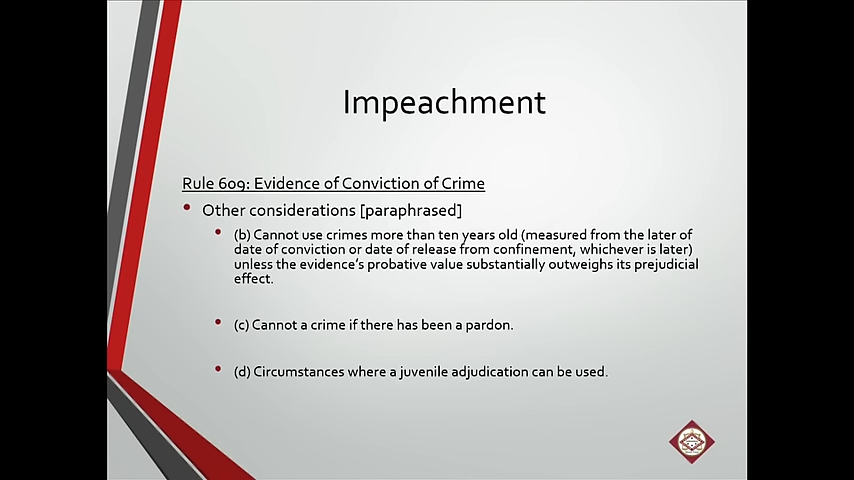 Impeachment
Rule 609: Evidence of Conviction of Crime
• Other considerations [paraphrased]
• (b) Cannot use crimes more than ten years old (measured from the later of
date of conviction or date of release from confinement, whichever is later)
unless the evidence's probative value substantially outweighs its prejudicial
effect.
• (c) Cannot a crime if there has been a pardon.
• (d) Circumstances where a juvenile adjudication can be used.